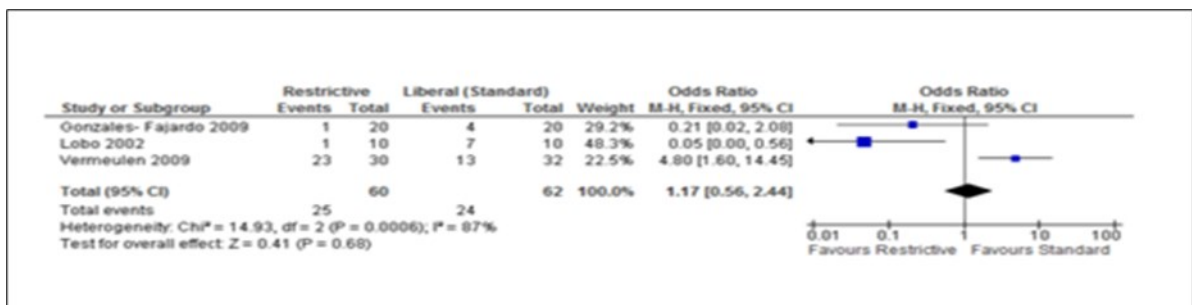 Restrictive Liberal (Standard) Odds Ratio Odds Ratio
Study or Subgroup Events Total Events Total Weight M-H, Fixed, 95% CI M-H, Fixed, 95% CI
Gonzales- Fajardo 2009 1 20 4 20 29.2% 0.21 [0.02, 2.08]
Lobo 2002 1 10 7 10 48.3% 0.05 [0.00, 0.56]
Vermeulen 2009 23 30 13 32 22.5% 4.80 [1.60, 14.45]
Total (95% CI) 60 62 100.0% 1.17 [0.56, 2.44]
Total events 25 24
Heterogeneity: Chi² = 14.93, df = 2 (P = 0.0006); I² = 87%
Test for overall effect: Z = 0.41 (P = 0.68)
0.01 0.1 1 10 100
Favours Restrictive Favours Standard